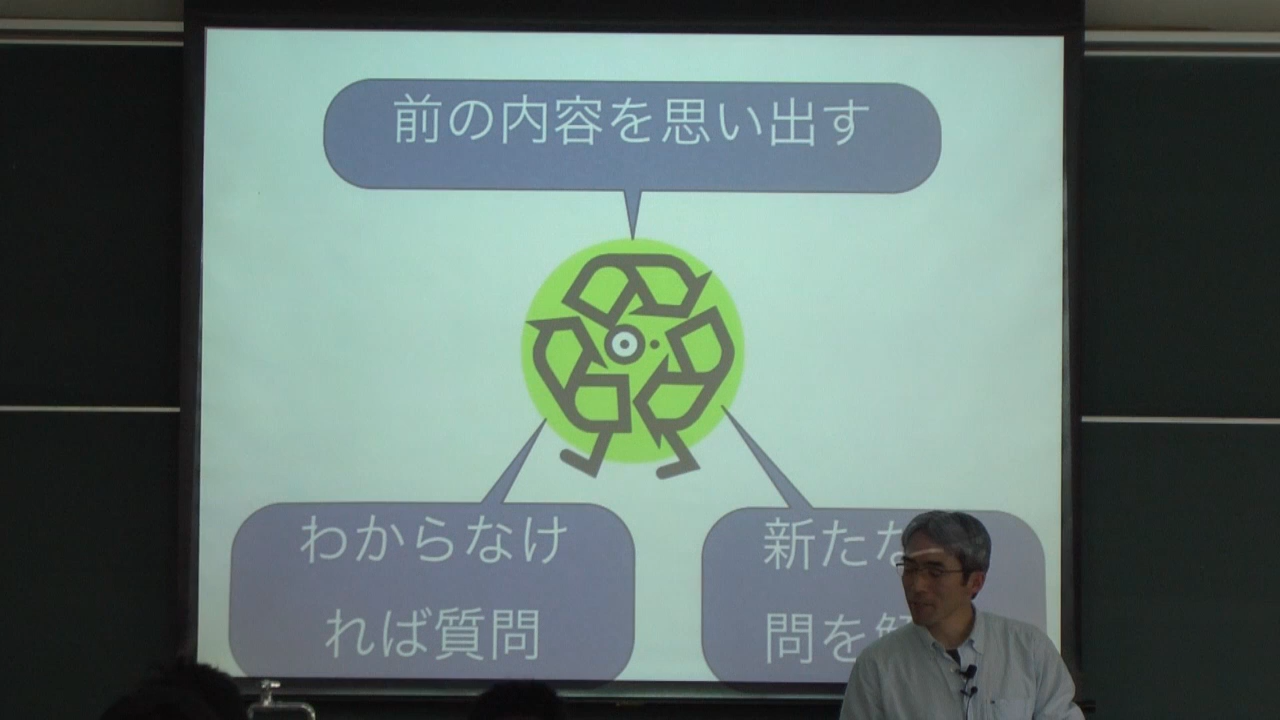 前の内容を思い出す
わからなけ
れば質問
新たな
問を